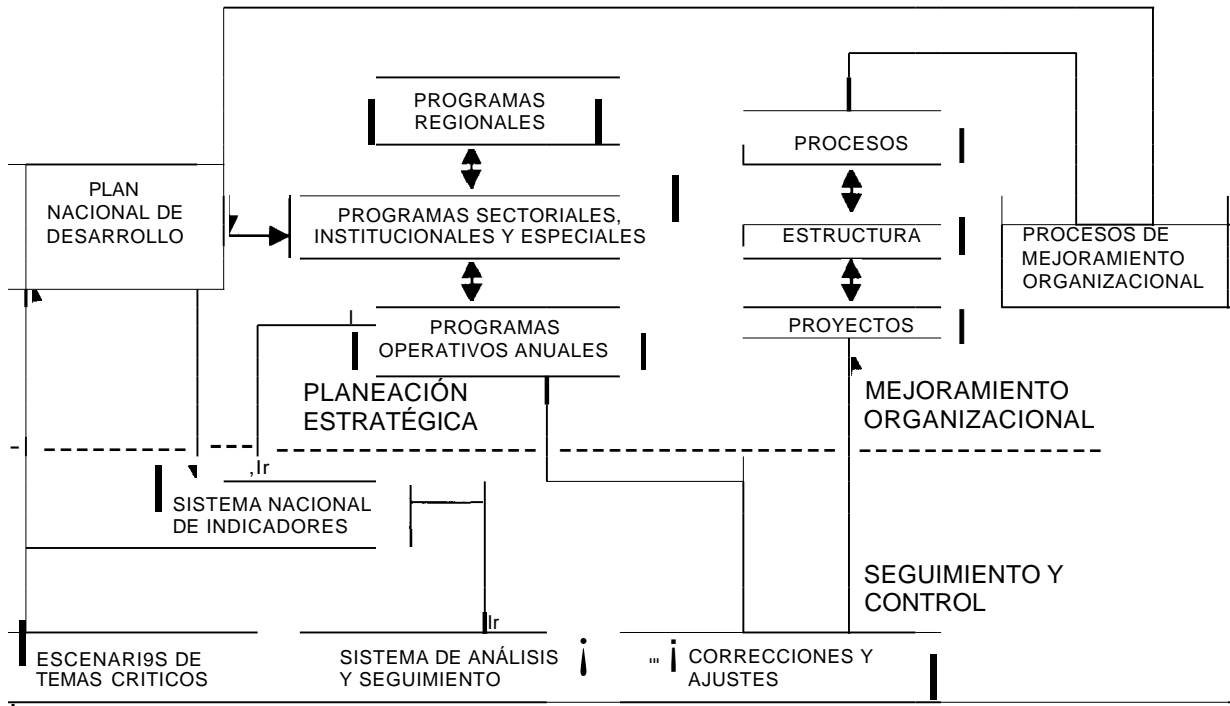 PROGRAMAS
REGIONALES
PROCESOS
PLAN
NACIONAL DE
DESARROLLO
PROGRAMAS SECTORIALES,
INSTITUCIONALES Y ESPECIALES
ESTRUCTURA
PROCESOS DE
MEJORAMIENTO
ORGANIZACIONAL
PROGRAMAS
OPERATIVOS ANUALES
PROYECTOS
PLANEACIÓN
ESTRATÉGICA
MEJORAMIENTO
ORGANIZACIONAL
,Ir
SISTEMA NACIONAL
DE INDICADORES
SEGUIMIENTO Y
CONTROL
Ir
ESCENARI9S DE
TEMAS CRITICOS
SISTEMA DE ANÁLISIS
Y SEGUIMIENTO
¡
"' ¡ CORRECCIONES Y
AJUSTES